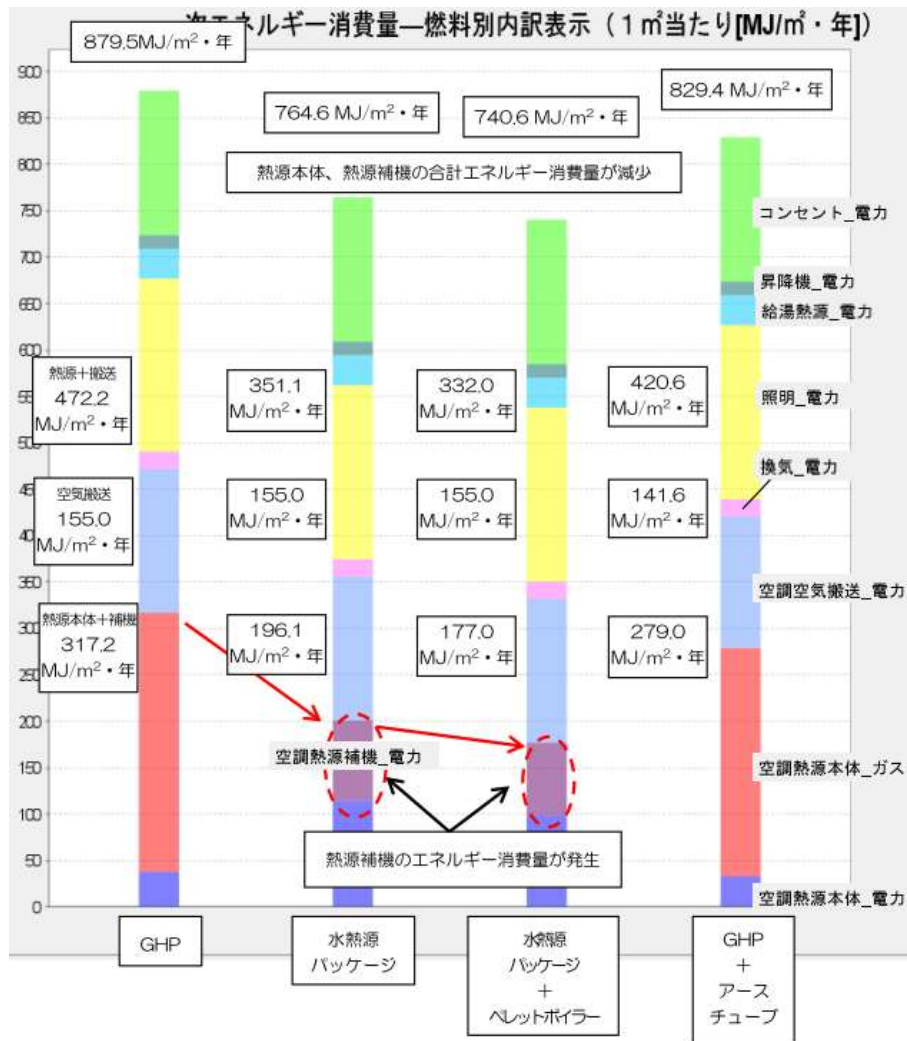 次エネルギー消費量―燃料別内訳表示（１㎡当たり[MJ/㎡・年]）
879.5MJ/m²・年
764.6 MJ/m²・年
740.6 MJ/m²・年
829.4 MJ/m²・年
熱源本体、熱源補機の合計エネルギー消費量が減少
900
850
800
750
700
650
600
50
400
350
300
250
200
150
100
50
0
熱源＋搬送
472.2
MJ/m²・年
351.1
MJ/m²・年
332.0
MJ/m²・年
420.6
MJ/m²・年
空気搬送
155.0
MJ/m²・年
155.0
MJ/m²・年
155.0
MJ/m²・年
141.6
MJ/m²・年
熱源本体＋補機
317.2
MJ/m²・年
196.1
MJ/m²・年
177.0
MJ/m²・年
279.0
MJ/m²・年
コンセント_電力
昇降機_電力
給湯熱源_電力
照明_電力
換気_電力
空調空気搬送_電力
空調熱源補機_電力
空調熱源本体_ガス
熱源補機のエネルギー消費量が発生
空調熱源本体_電力
GHP
水熱源
パッケージ
水熱源
パッケージ
＋
ペレットボイラー
GHP
＋
アース
チューブ